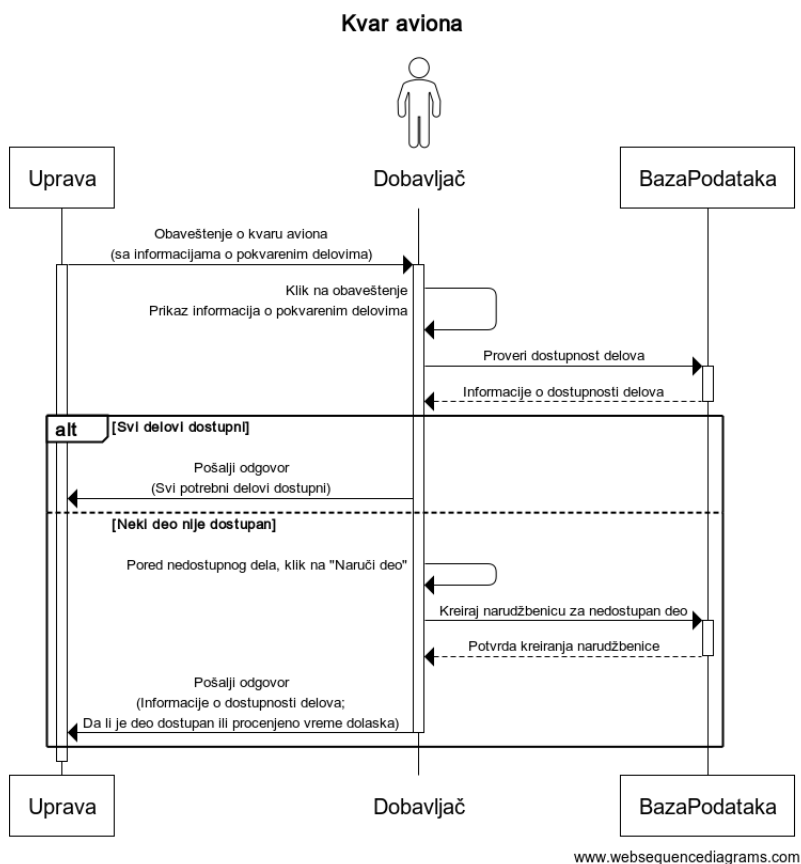 Kvar aviona
Uprava
Dobavljač
BazaPodataka
Obaveštenje o kvaru aviona
(sa informacijama o pokvarenim delovima)
Klik na obaveštenje
Prikaz informacija o pokvarenim delovima
Proveri dostupnost delova
Informacije o dostupnosti delova
alt
[Svi delovi dostupni]
Pošalji odgovor
(Svi potrebni delovi dostupni)
[Neki deo nije dostupan]
Pored nedostupnog dela, klik na "Naruči deo"
Kreiraj narudžbenicu za nedostupan deo
Potvrda kreiranja narudžbenice
Pošalji odgovor
(Informacije o dostupnosti delova;
Da li je deo dostupan ili procenjeno vreme dolaska)
Uprava
Dobavljač
BazaPodataka
www.websequencediagrams.com